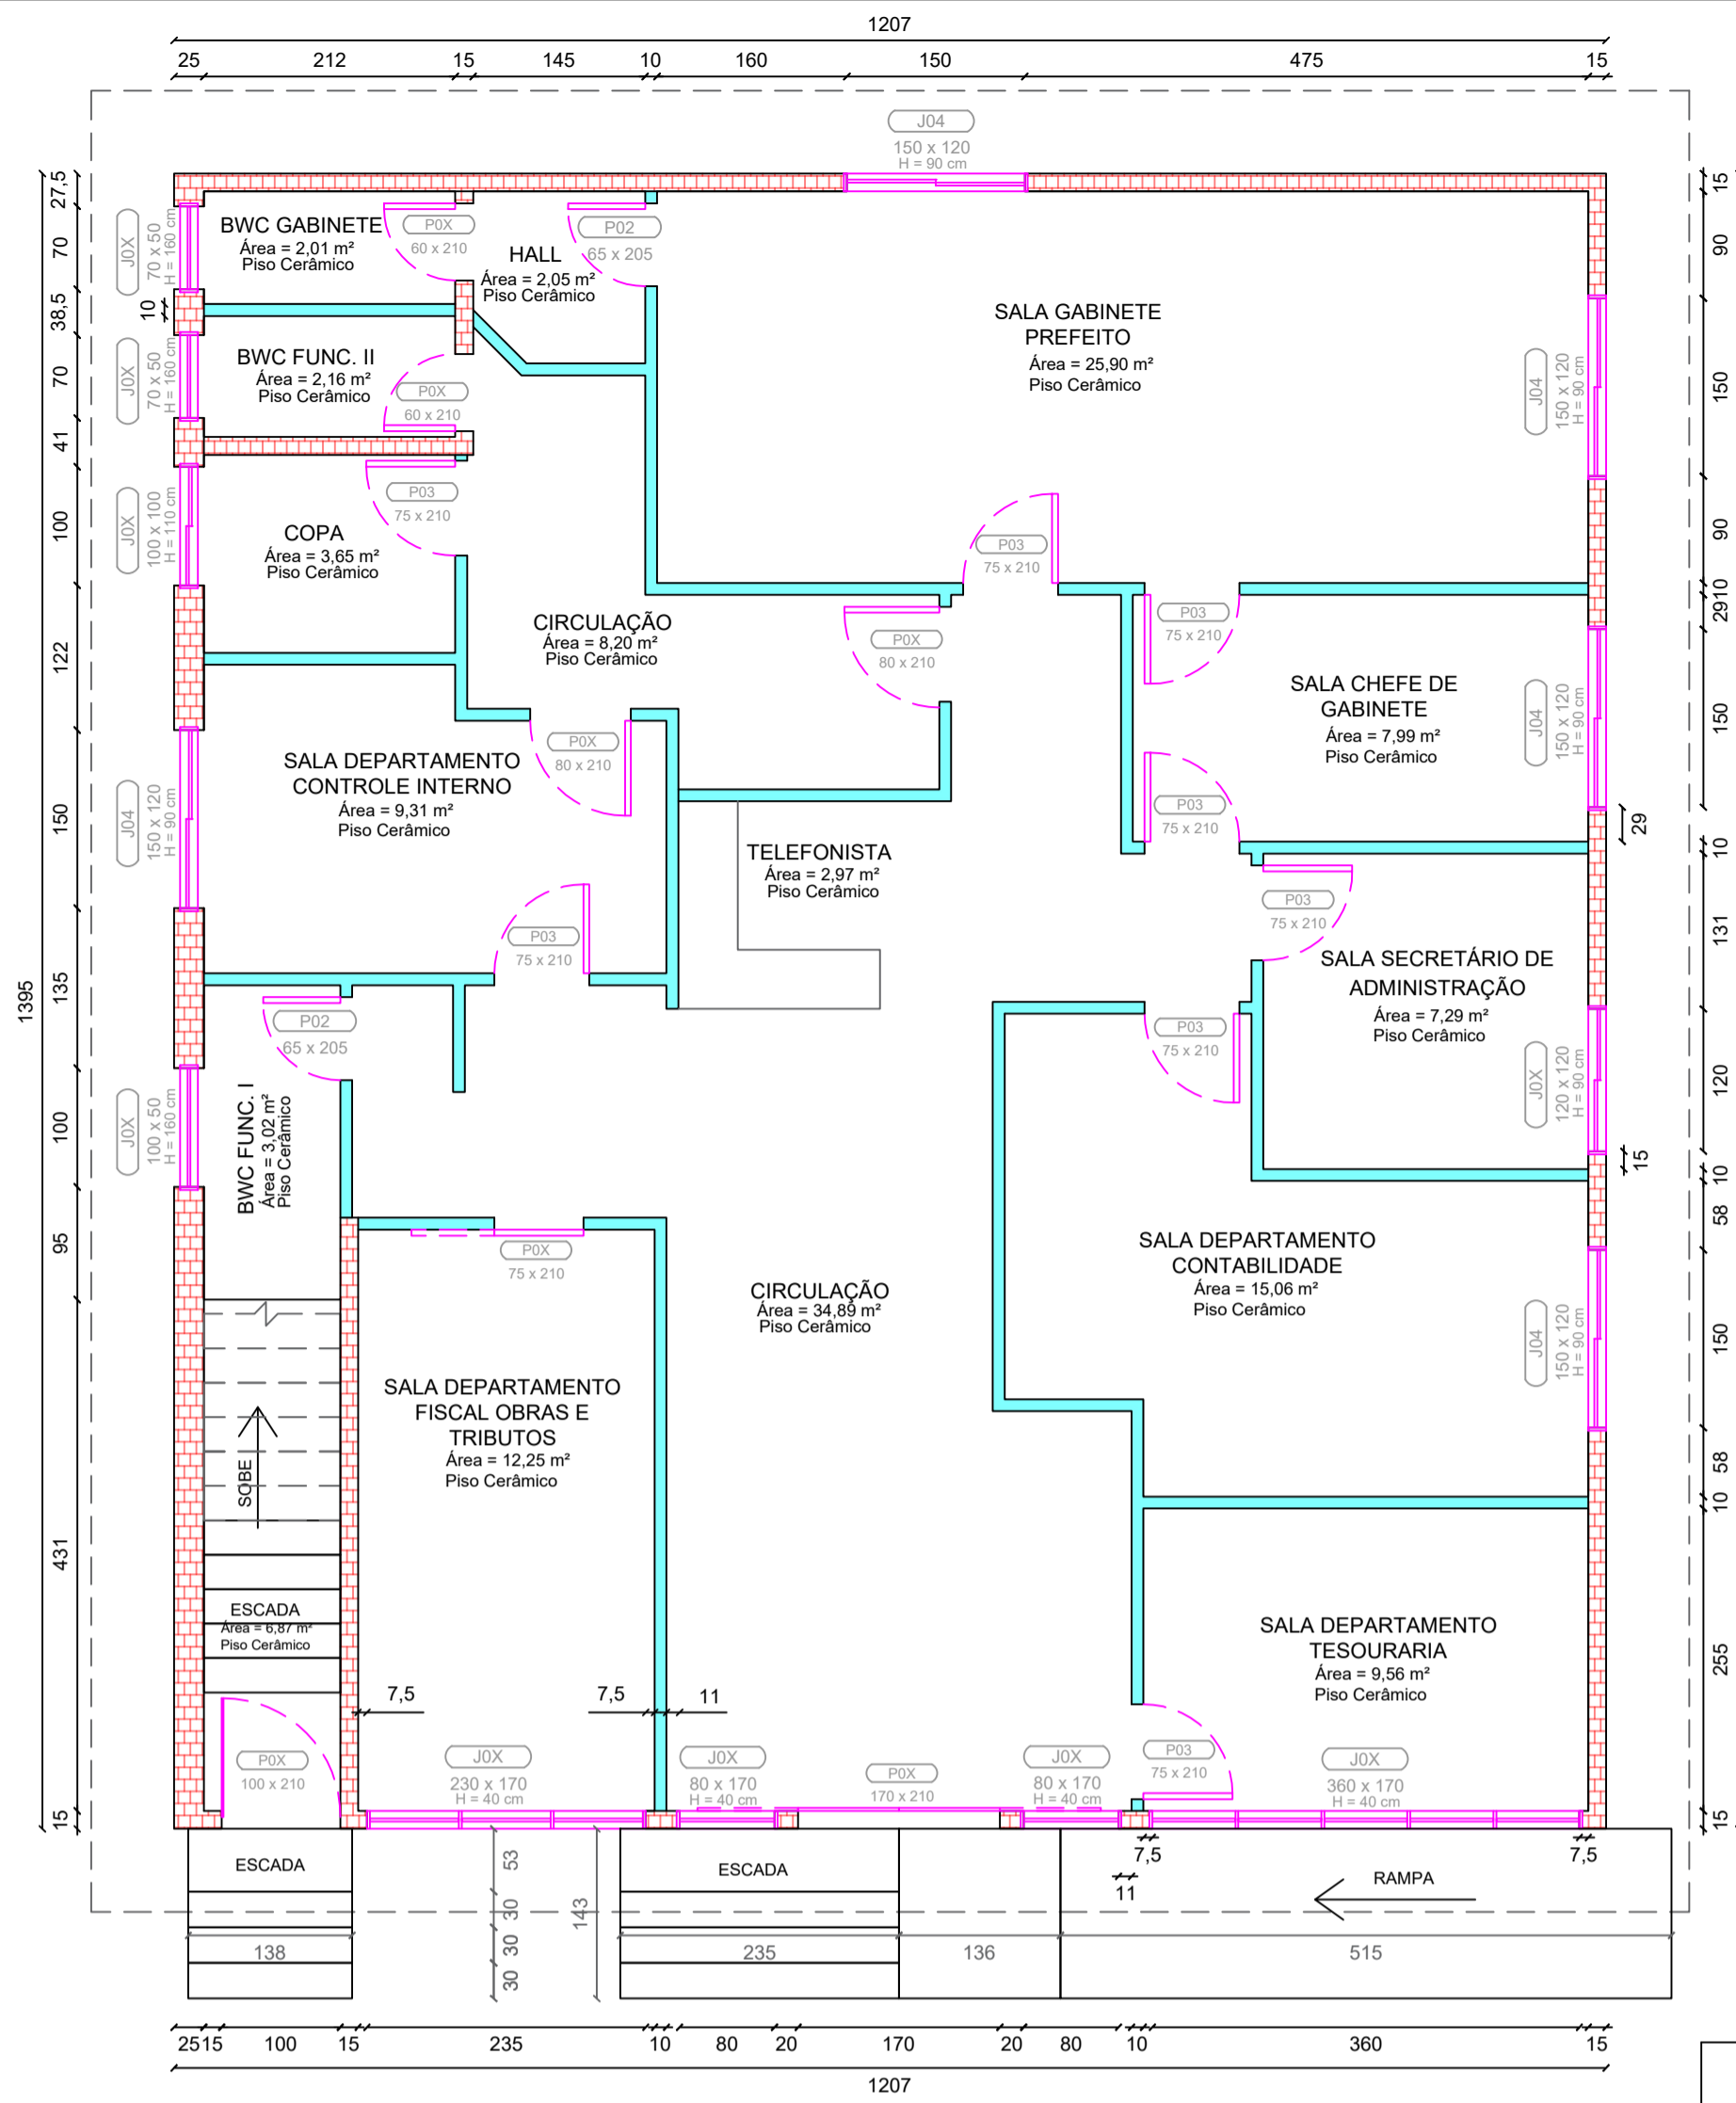 1207
25 212 15 145 10 160 150 475 15
J04
150 x 120
H = 90 cm
27,5
70
38,5
70
41
100
122
150
135
100
95
431
15
1395
10
J0X
70 x 50
H = 160 cm
J0X
70 x 50
H = 160 cm
J0X
100 x 100
H = 110 cm
J04
150 x 120
H = 90 cm
J0X
100 x 50
H = 160 cm
BWC GABINETE
Área = 2,01 m²
Piso Cerâmico
P0X
60 x 210
HALL
Área = 2,05 m²
Piso Cerâmico
P02
65 x 205
SALA GABINETE
PREFEITO
Área = 25,90 m²
Piso Cerâmico
BWC FUNC. II
Área = 2,16 m²
Piso Cerâmico
P0X
60 x 210
COPA
Área = 3,65 m²
Piso Cerâmico
P03
75 x 210
P03
75 x 210
CIRCULAÇÃO
Área = 8,20 m²
Piso Cerâmico
P0X
80 x 210
P03
75 x 210
SALA CHEFE DE
GABINETE
Área = 7,99 m²
Piso Cerâmico
SALA DEPARTAMENTO
CONTROLE INTERNO
Área = 9,31 m²
Piso Cerâmico
P0X
80 x 210
P03
75 x 210
TELEFONISTA
Área = 2,97 m²
Piso Cerâmico
P03
75 x 210
P03
75 x 210
SALA SECRETÁRIO DE
ADMINISTRAÇÃO
Área = 7,29 m²
Piso Cerâmico
P02
65 x 205
P03
75 x 210
BWC FUNC. I
Área = 3,02 m²
Piso Cerâmico
P0X
75 x 210
SALA DEPARTAMENTO
CONTABILIDADE
Área = 15,06 m²
Piso Cerâmico
CIRCULAÇÃO
Área = 34,89 m²
Piso Cerâmico
SALA DEPARTAMENTO
FISCAL OBRAS E
TRIBUTOS
Área = 12,25 m²
Piso Cerâmico
SOBE
ESCADA
Área = 6,87 m²
Piso Cerâmico
SALA DEPARTAMENTO
TESOURARIA
Área = 9,56 m²
Piso Cerâmico
7,5 7,5 11
P0X
100 x 210
J0X
230 x 170
H = 40 cm
J0X
80 x 170
H = 40 cm
P0X
170 x 210
J0X
80 x 170
H = 40 cm
P03
75 x 210
J0X
360 x 170
H = 40 cm
J04
150 x 120
H = 90 cm
J04
150 x 120
H = 90 cm
J0X
120 x 120
H = 90 cm
J04
150 x 120
H = 90 cm
15
90
150
90
10
29
150
29
10
131
120
15
10
58
150
58
10
255
15
ESCADA
ESCADA
RAMPA
7,5
11
7,5
53
30
30
30
143
138 235 136 515
25 15 100 15 235 10 80 20 170 20 80 10 360 15
1207